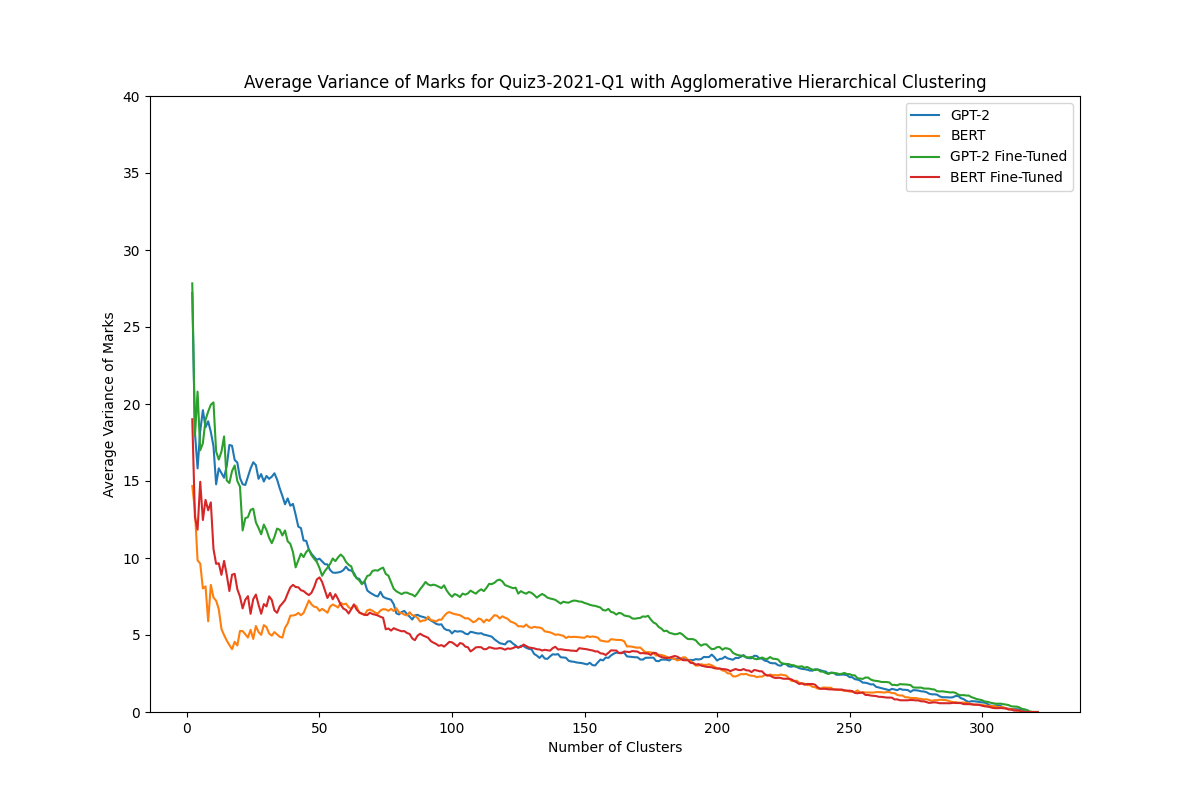 Average Variance of Marks for Quiz3-2021-Q1 with Agglomerative Hierarchical Clustering
GPT-2
BERT
GPT-2 Fine-Tuned
BERT Fine-Tuned
Average Variance of Marks
40
35
30
25
20
15
10
5
0
0 50 100 150 200 250 300
Number of Clusters